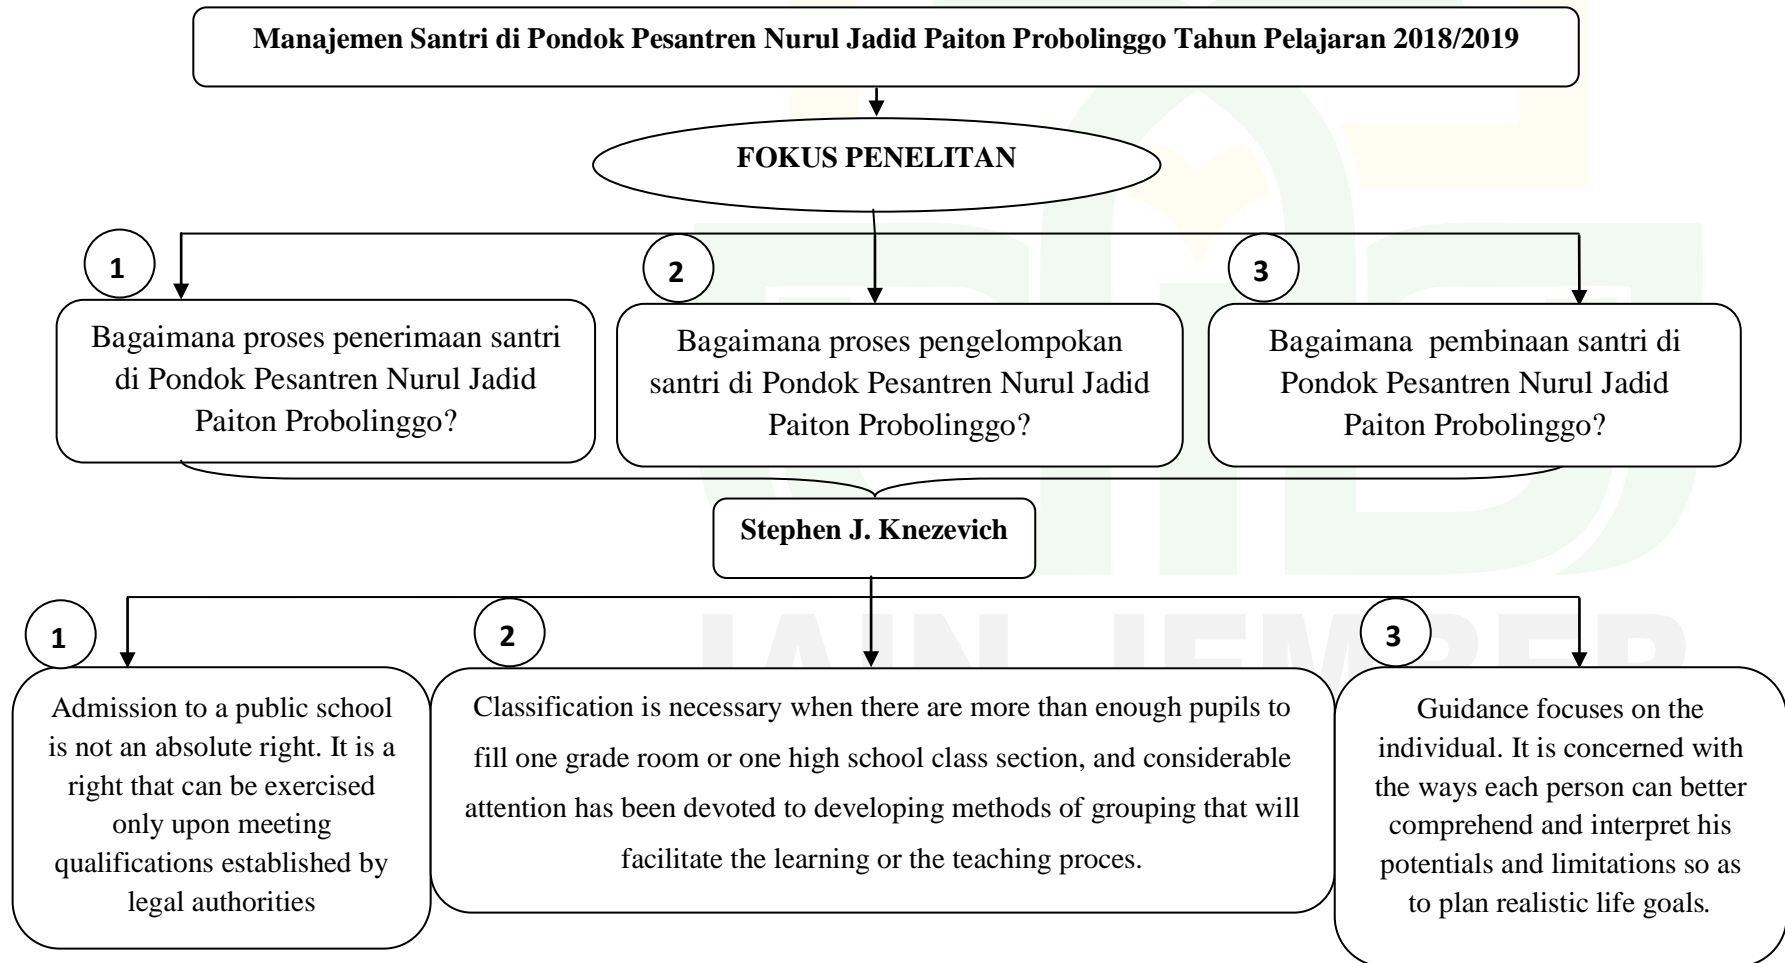 Manajemen Santri di Pondok Pesantren Nurul Jadid Paiton Probolinggo Tahun Pelajaran 2018/2019
FOKUS PENELITAN
1
Bagaimana proses penerimaan santri
di Pondok Pesantren Nurul Jadid
Paiton Probolinggo?
2
Bagaimana proses pengelompokan
santri di Pondok Pesantren Nurul Jadid
Paiton Probolinggo?
3
Bagaimana pembinaan santri di
Pondok Pesantren Nurul Jadid
Paiton Probolinggo?
Stephen J. Knezevich
1
Admission to a public school
is not an absolute right. It is a
right that can be exercised
only upon meeting
qualifications established by
legal authorities
2
Classification is necessary when there are more than enough pupils to
fill one grade room or one high school class section, and considerable
attention has been devoted to developing methods of grouping that will
facilitate the learning or the teaching proces.
3
Guidance focuses on the
individual. It is concerned with
the ways each person can better
comprehend and interpret his
potentials and limitations so as
to plan realistic life goals.
IAIN JEMBER